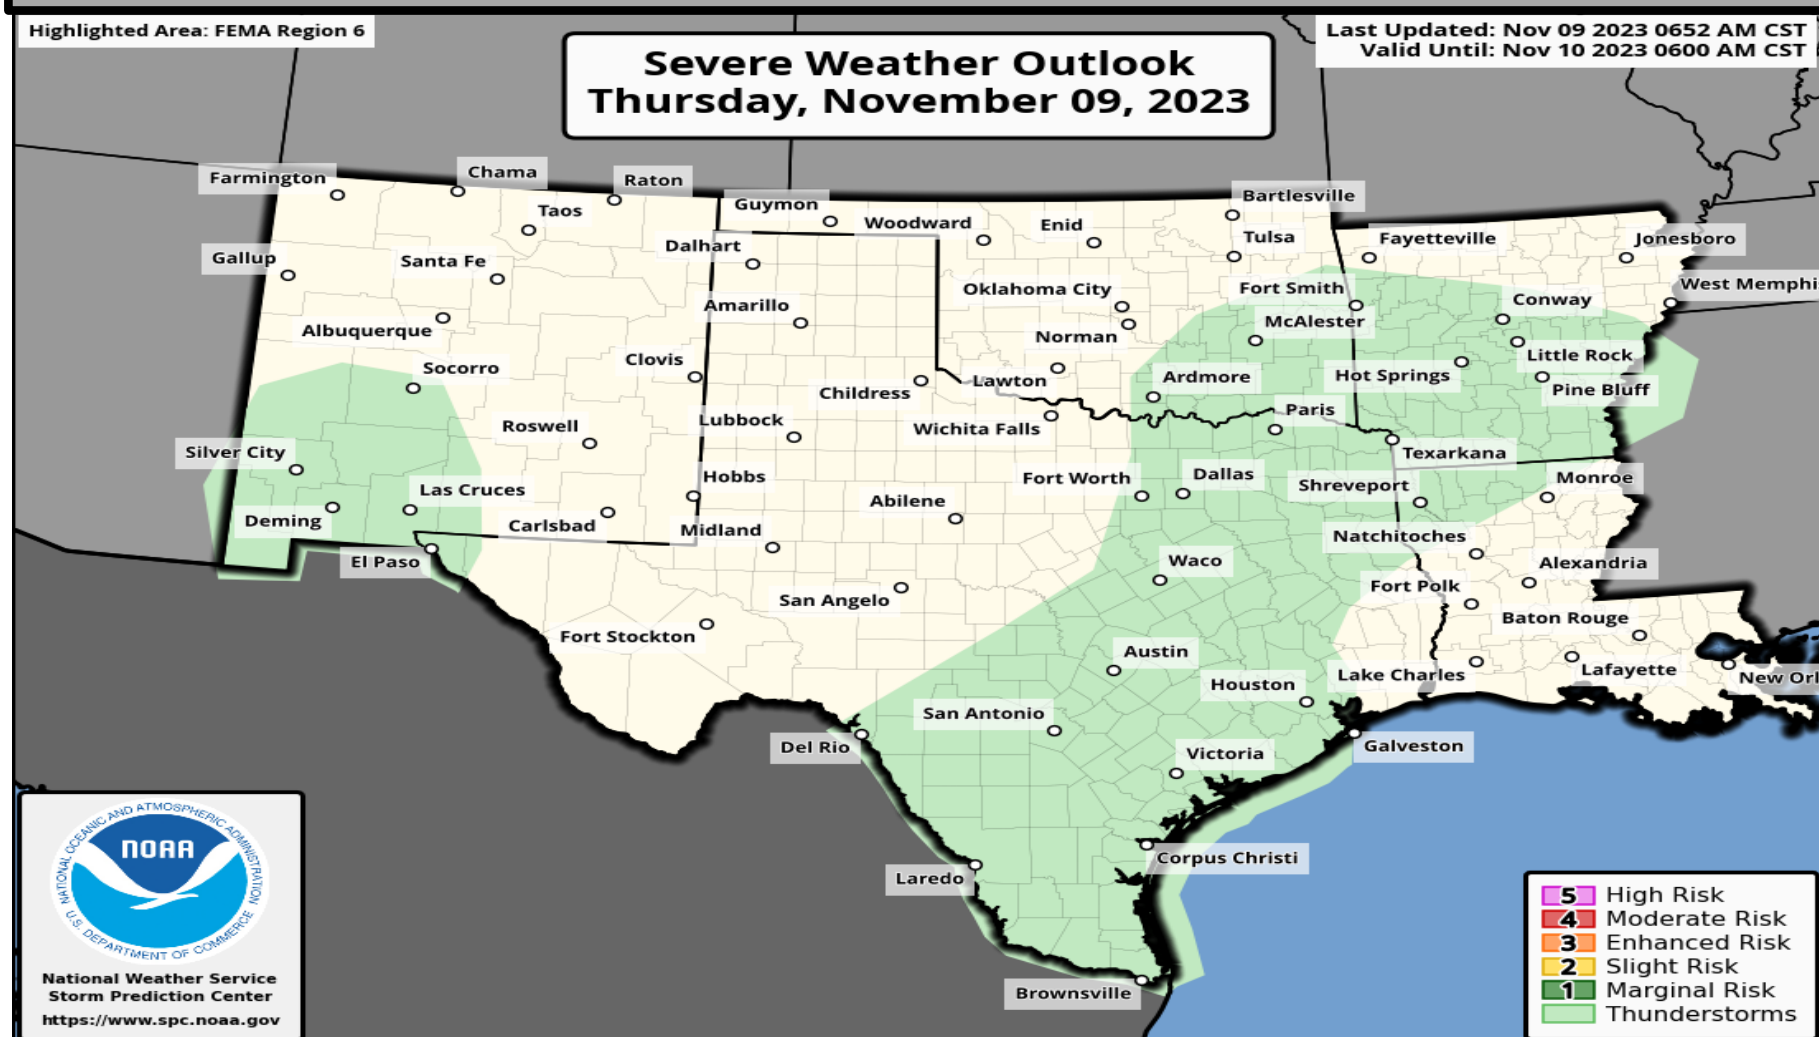 Highlighted Area: FEMA Region 6
Last Updated: Nov 09 2023 0652 AM CST
Valid Until: Nov 10 2023 0600 AM CST
Severe Weather Outlook
Thursday, November 09, 2023
Farmington
Chama
Raton
Taos
Guymon
Woodward
Enid
Bartlesville
Tulsa
Fayetteville
Jonesboro
Gallup
Santa Fe
Dalhart
Amarillo
Oklahoma City
Fort Smith
Conway
West Memphi
Albuquerque
Norman
McAlester
Little Rock
Socorro
Clovis
Childress
Lawton
Ardmore
Hot Springs
Pine Bluff
Roswell
Lubbock
Wichita Falls
Paris
Texarkana
Silver City
Las Cruces
Hobbs
Abilene
Fort Worth
Dallas
Shreveport
Monroe
Deming
Carlsbad
Midland
Natchitoches
El Paso
Waco
Alexandria
San Angelo
Fort Polk
Fort Stockton
Baton Rouge
Austin
Lake Charles
Lafayette
New Orl
Houston
San Antonio
Del Rio
Victoria
Galveston
Corpus Christi
Laredo
Brownsville
NATIONAL OCEANIC AND ATMOSPHERIC ADMINISTRATION
NOAA
U.S. DEPARTMENT OF COMMERCE
National Weather Service
Storm Prediction Center
https://www.spc.noaa.gov
5 High Risk
4 Moderate Risk
3 Enhanced Risk
2 Slight Risk
1 Marginal Risk
Thunderstorms